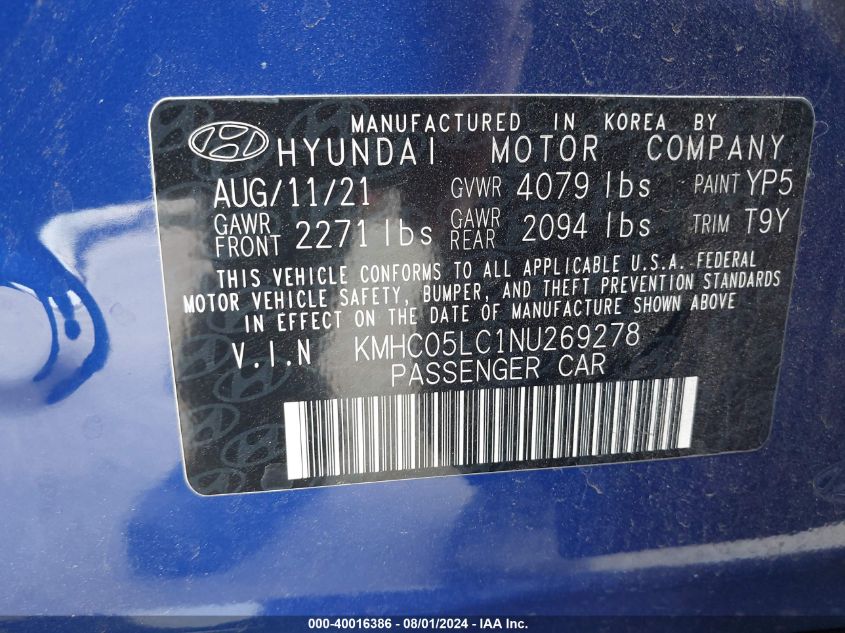 MANUFACTURED IN KOREA BY
HYUNDAI MOTOR COMPANY
AUG/11/21 GVWR 4079 lbs PAINT YP5
GAWR FRONT 2271 lbs GAWR REAR 2094 lbs TRIM T9Y
THIS VEHICLE CONFORMS TO ALL APPLICABLE U.S.A. FEDERAL
MOTOR VEHICLE SAFETY, BUMPER, AND THEFT PREVENTION STANDARDS
IN EFFECT ON THE DATE OF MANUFACTURE SHOWN ABOVE
V.I.N KMHC05LC1NU269278
PASSENGER CAR
000-40016386 - 08/01/2024 - IAA Inc.